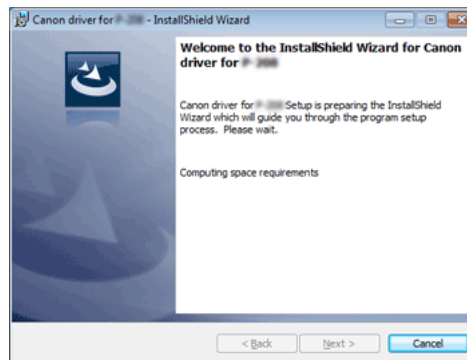 Canon driver for - InstallShield Wizard
Welcome to the InstallShield Wizard for Canon
driver for
Canon driver for Setup is preparing the InstallShield
Wizard which will guide you through the program setup
process. Please wait.
Computing space requirements
< Back
Next >
Cancel